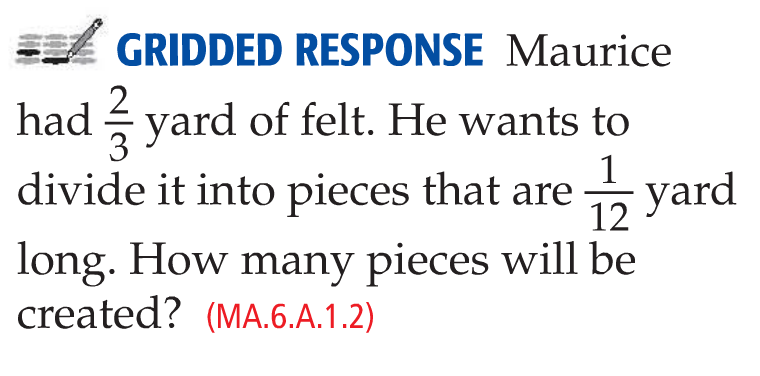 GRIDDED RESPONSE Maurice
had 2/3 yard of felt. He wants to
divide it into pieces that are 1/12 yard
long. How many pieces will be
created? (MA.6.A.1.2)